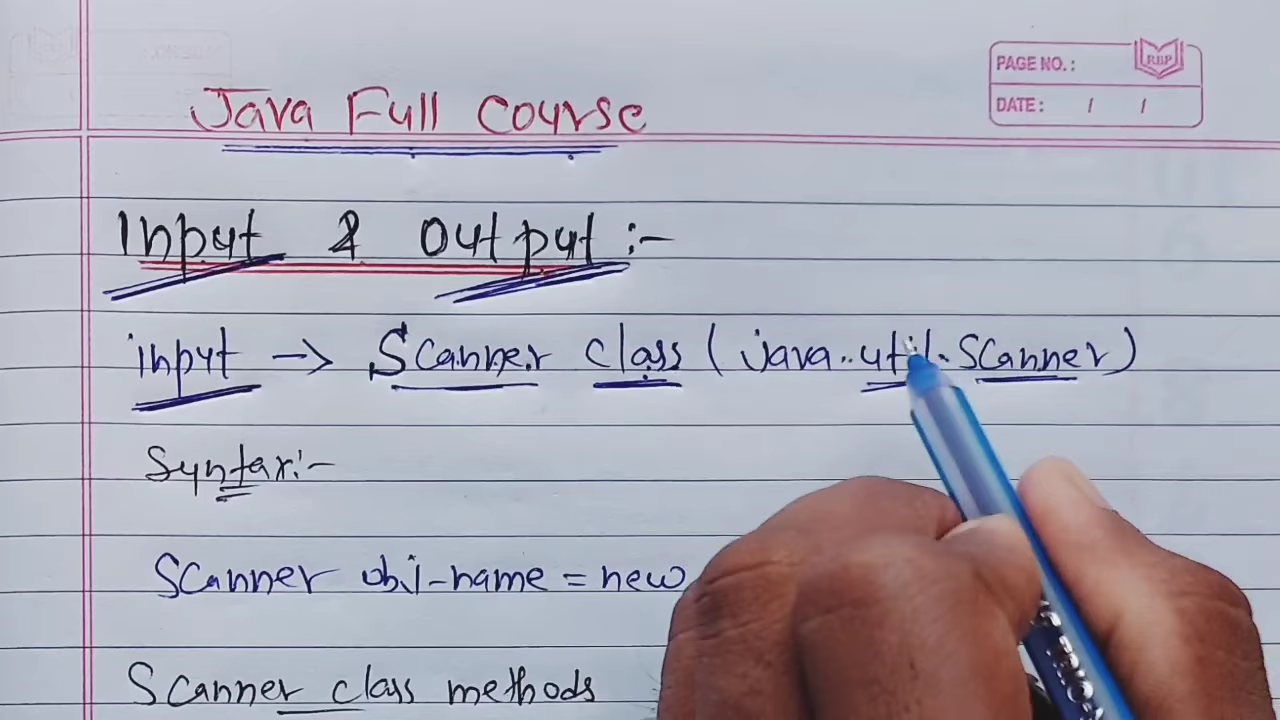 PAGE NO. :
RBP
DATE : / /
Java Full Course
Input & Output :-
input -> Scanner class (java.util.Scanner)
Syntax:-
Scanner obj-name = new
Scanner class methods